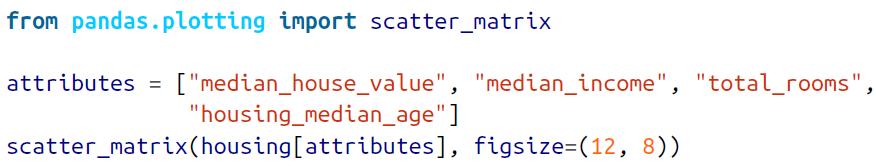 from pandas.plotting import scatter_matrix
attributes = ["median_house_value", "median_income", "total_rooms",
"housing_median_age"]
scatter_matrix(housing[attributes], figsize=(12, 8))